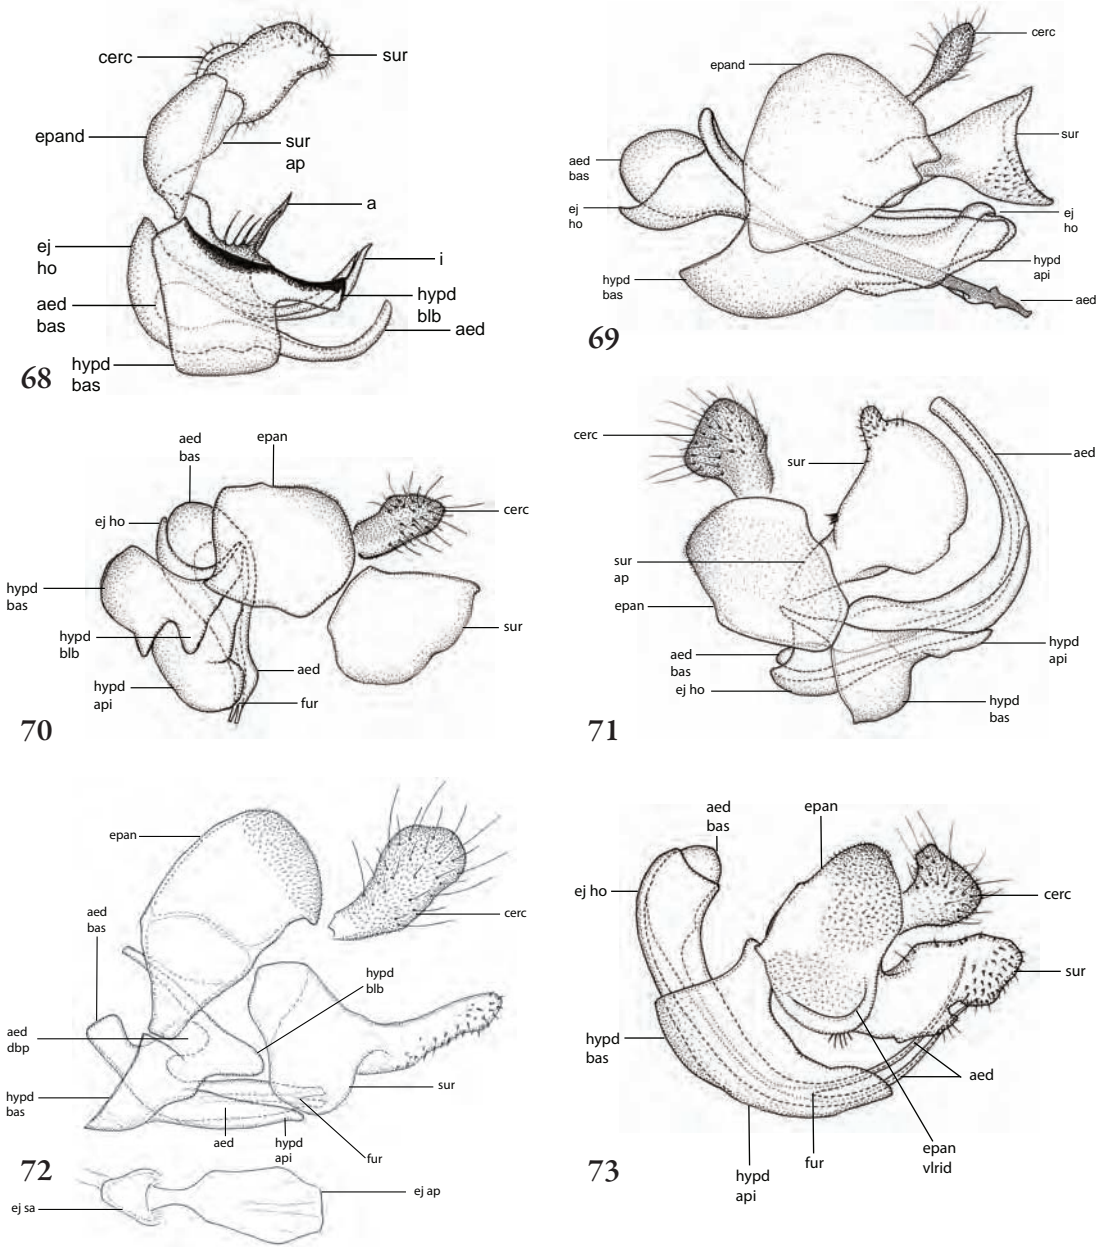 cerc
sur
epand
sur
ap
a
ej
ho
i
aed
bas
hypd
blb
aed
hypd
bas
68
cerc
epand
sur
aed
bas
ej
ho
ej
ho
hypd
bas
hypd
api
aed
69
aed
bas
epan
ej ho
cerc
hypd
bas
hypd
blb
sur
hypd
api
aed
fur
70
cerc
sur
aed
sur
ap
epan
aed
bas
ej ho
hypd
api
hypd
bas
71
epan
aed
bas
cerc
hypd
blb
aed
dbp
hypd
bas
sur
aed
hypd
api
fur
72
ej sa
ej ap
aed
bas
epan
ej ho
cerc
sur
hypd
bas
aed
hypd
api
fur
epan
vlrid
73